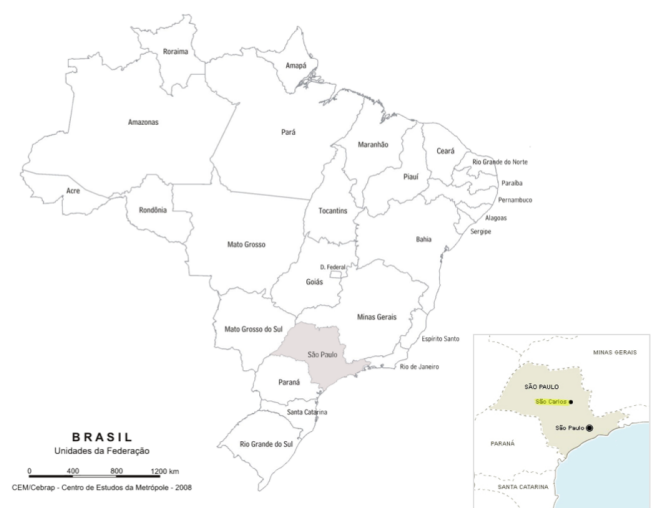 Roraima
Amapá
Amazonas
Pará
Maranhão
Ceará
Rio Grande do Norte
Acre
Rondônia
Tocantins
Piauí
Paraíba
Pernambuco
Alagoas
Sergipe
Mato Grosso
Bahia
D. Federal
Goiás
Minas Gerais
Mato Grosso do Sul
São Paulo
Espírito Santo
Rio de Janeiro
Paraná
Santa Catarina
Rio Grande do Sul
BRASIL
Unidades da Federação
0 400 800 1200 km
CEM/Cebrap - Centro de Estudos da Metrópole - 2008
MINAS GERAIS
SÃO PAULO
São Carlos
São Paulo
PARANÁ
SANTA CATARINA